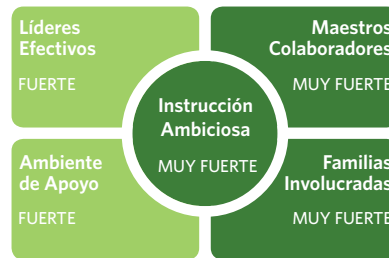 Líderes
Efectivos
FUERTE
Maestros
Colaboradores
MUY FUERTE
Instrucción
Ambiciosa
MUY FUERTE
Ambiente
de Apoyo
FUERTE
Familias
Involucradas
MUY FUERTE